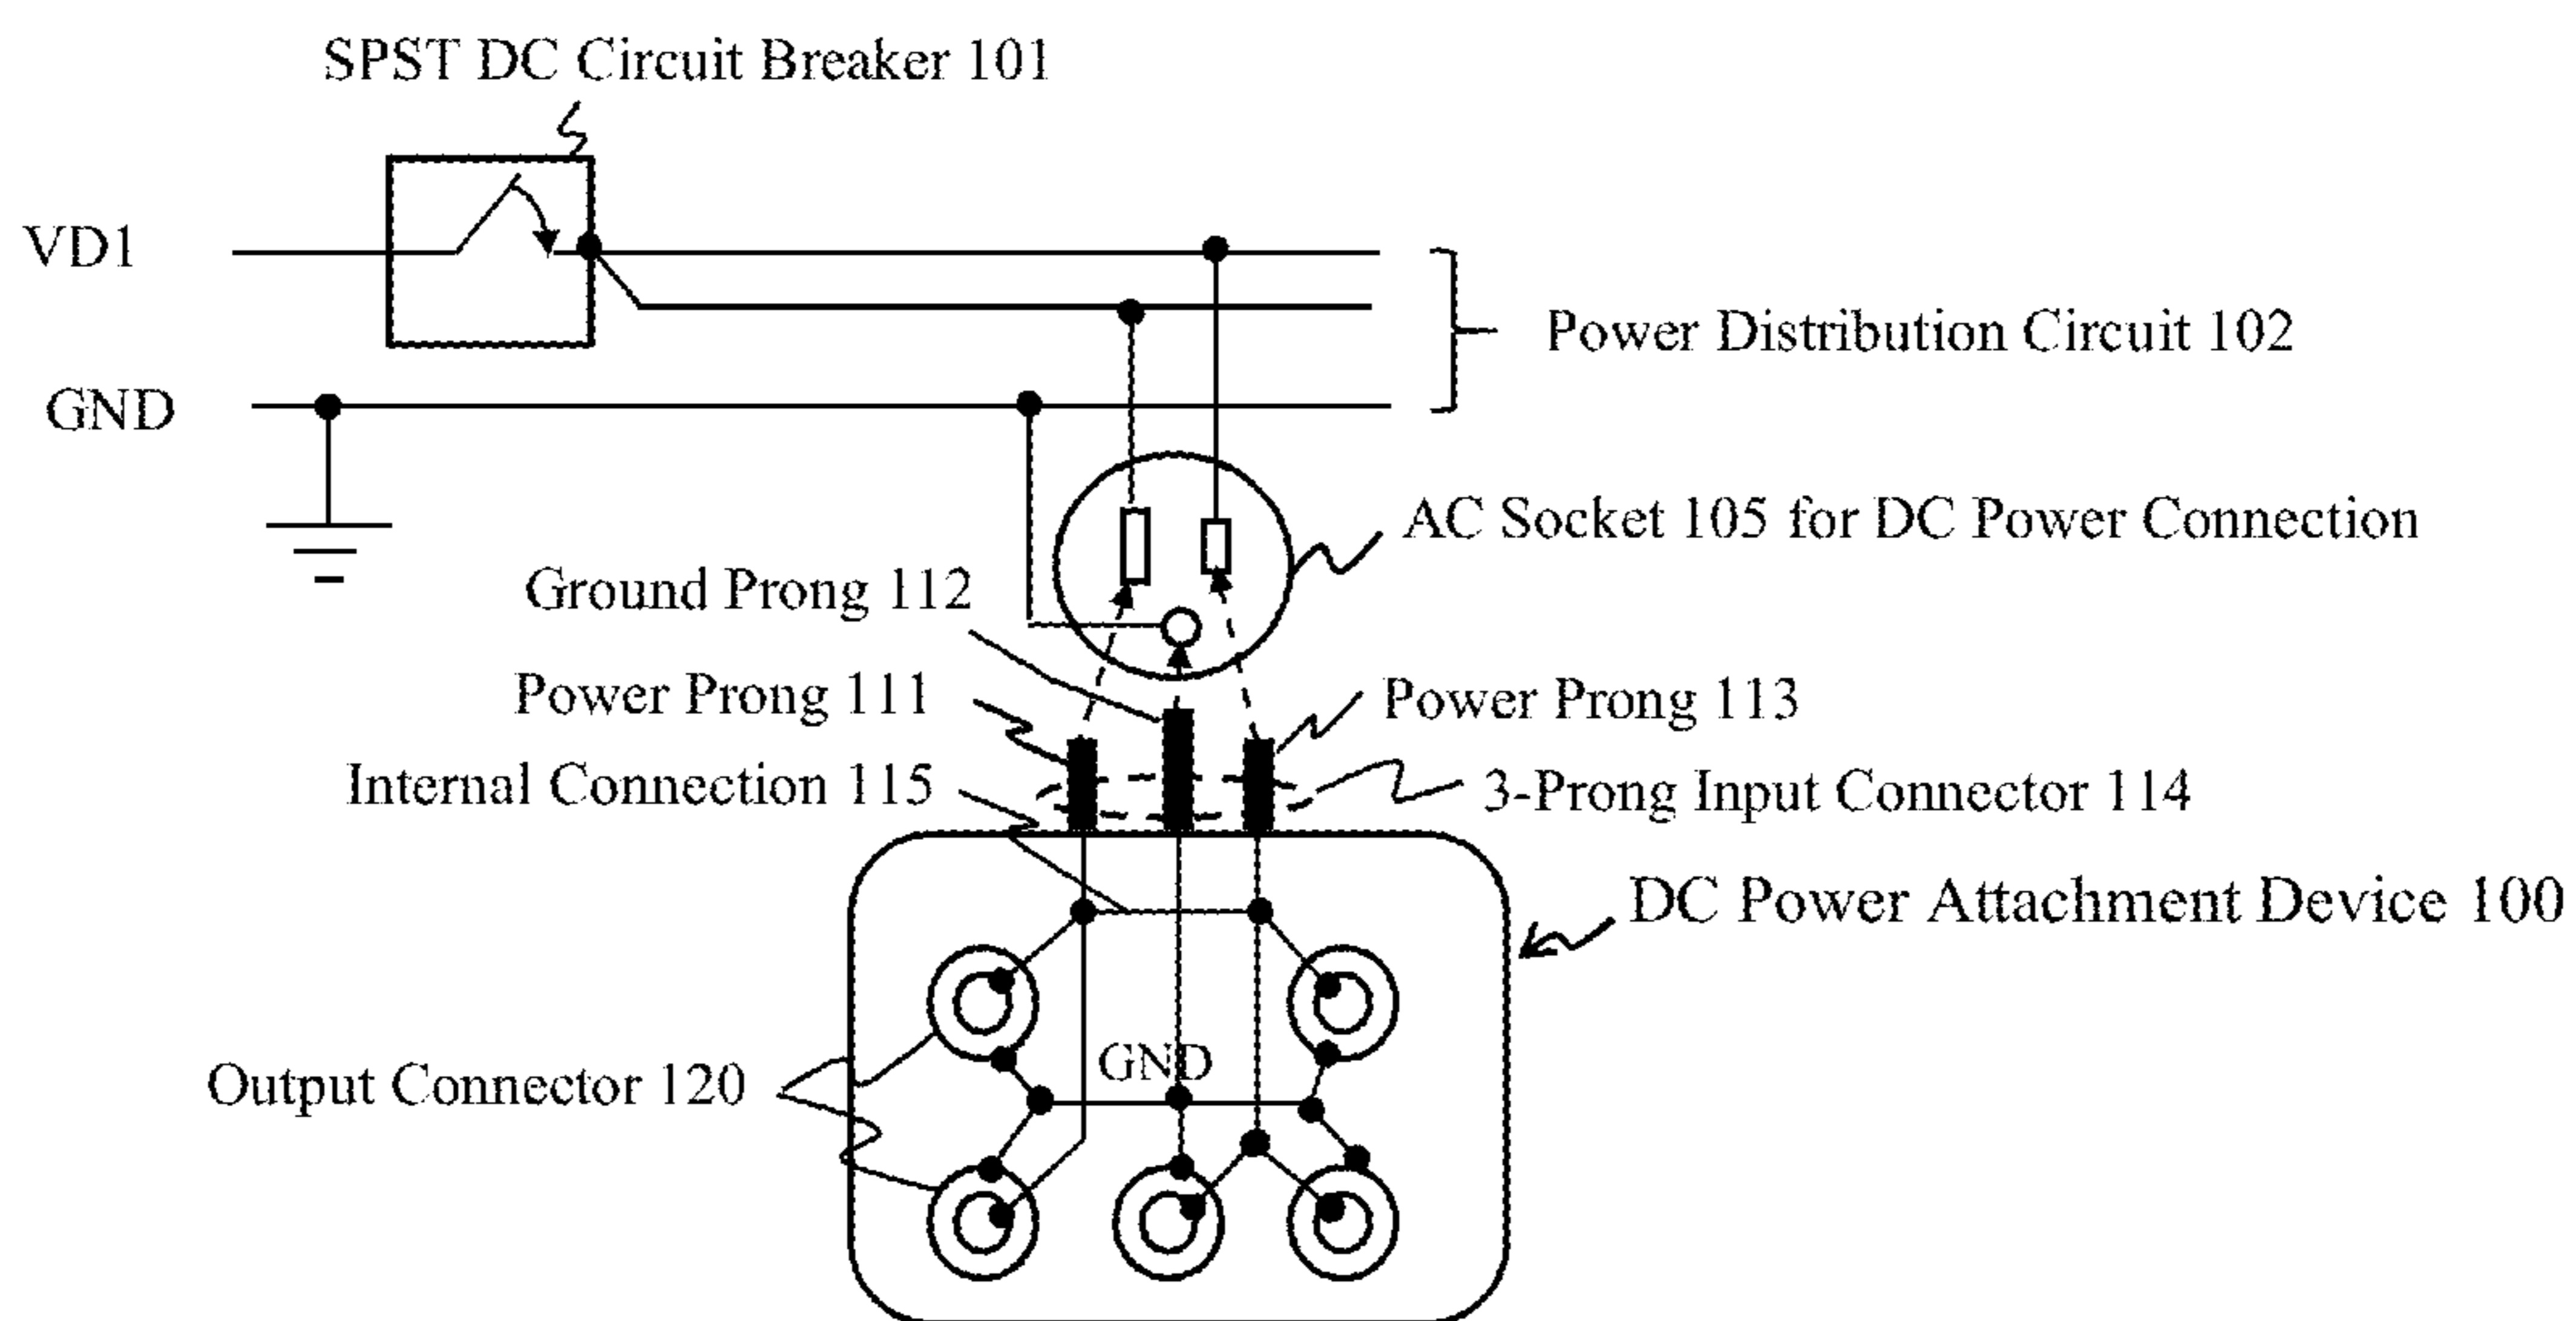 SPST DC Circuit Breaker 101
VD1
Power Distribution Circuit 102
GND
AC Socket 105 for DC Power Connection
Ground Prong 112
Power Prong 111
Power Prong 113
Internal Connection 115
3-Prong Input Connector 114
DC Power Attachment Device 100
GND
Output Connector 120